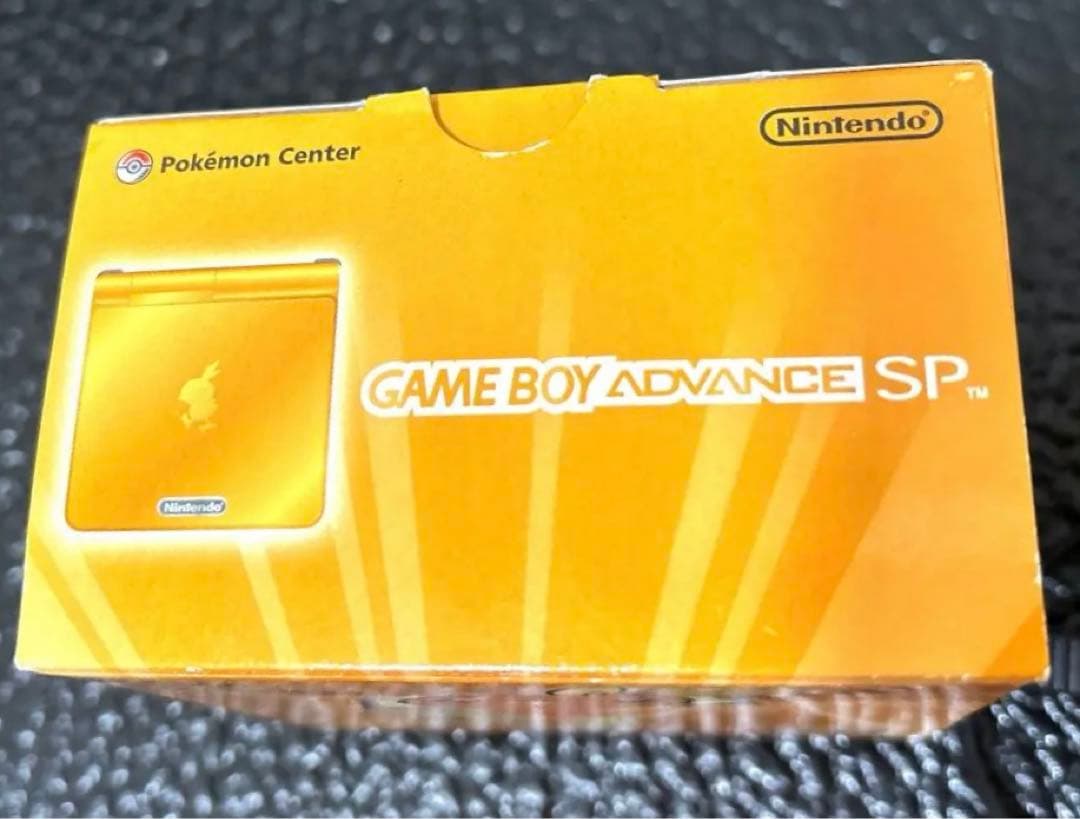 Pokémon Center
Nintendo®
GAME BOY ADVANCE SP™
Nintendo®